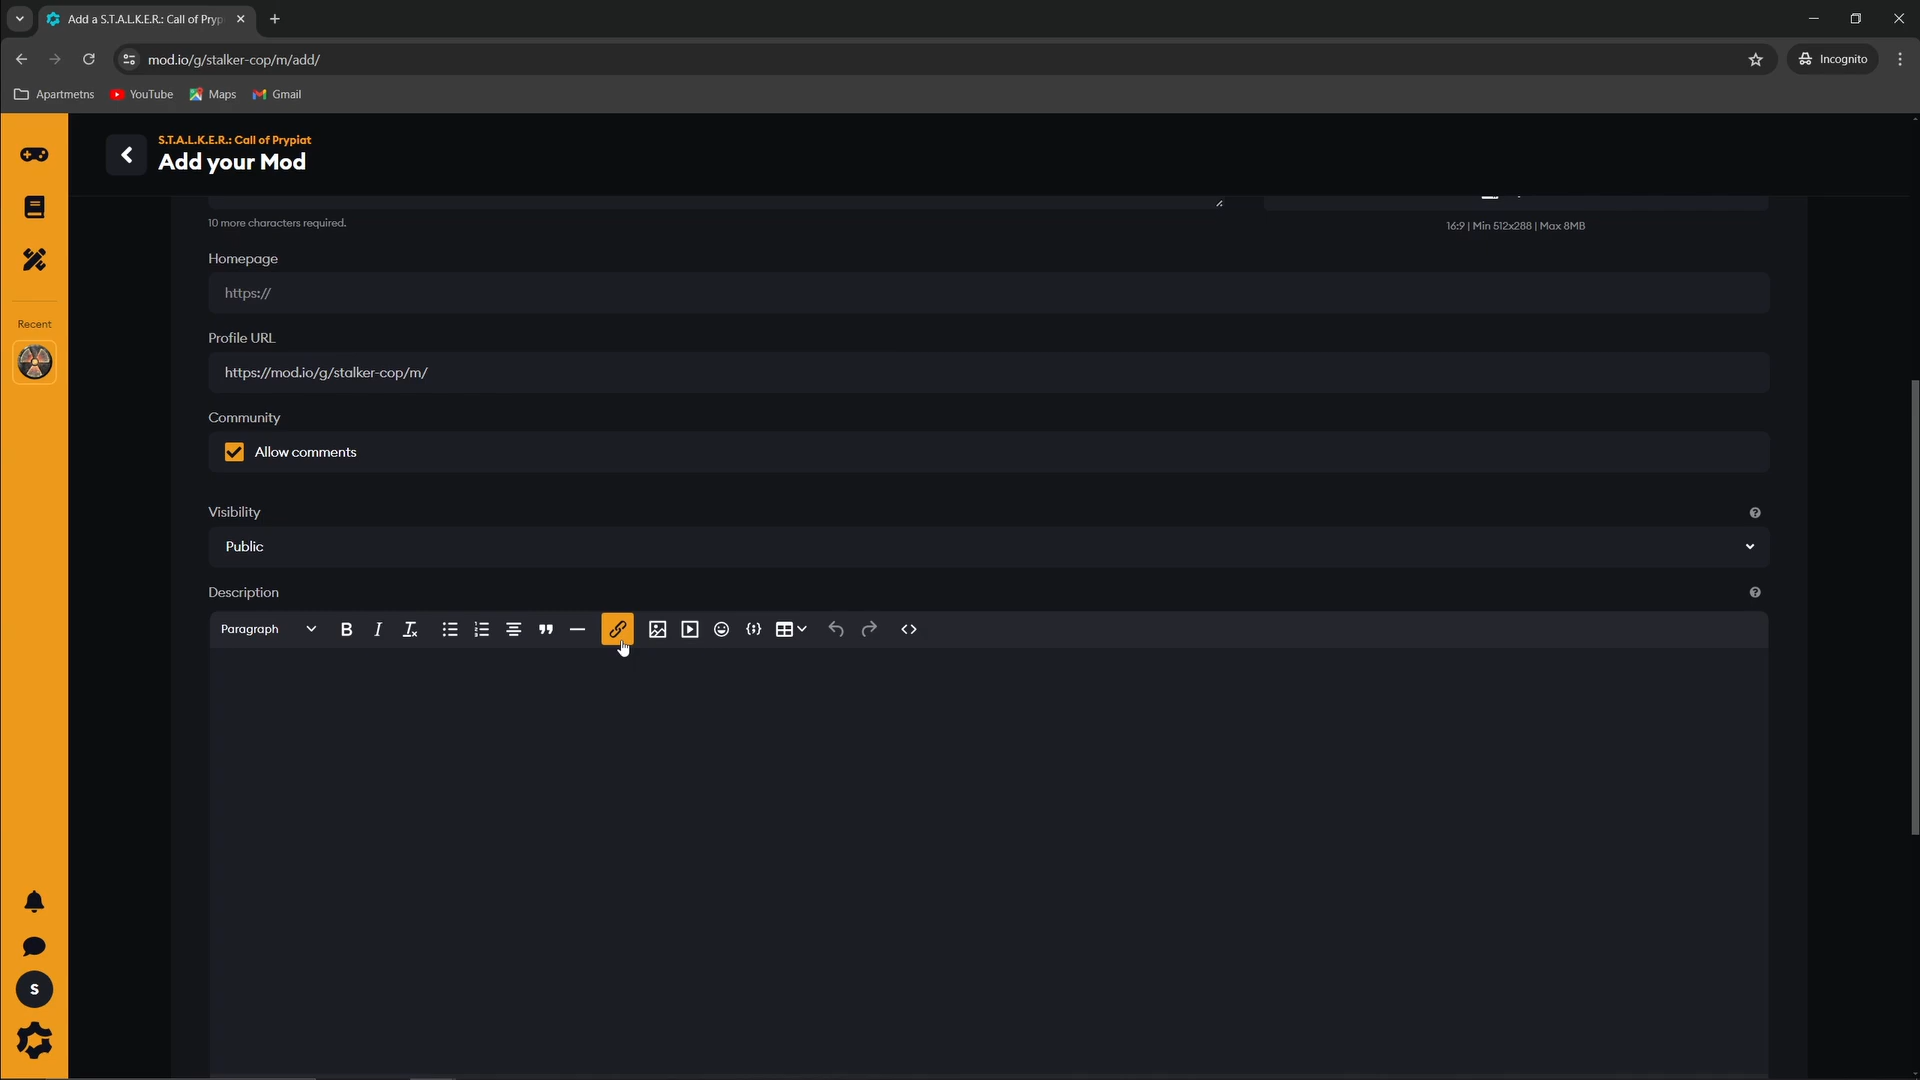 Add a S.T.A.L.K.E.R.: Call of Pryp
mod.io/g/stalker-cop/m/add/
Incognito
Apartmetns
YouTube
Maps
Gmail
S.T.A.L.K.E.R.: Call of Prypiat
Add your Mod
10 more characters required.
16:9 | Min 512x288 | Max 8MB
Homepage
https://
Recent
Profile URL
https://mod.io/g/stalker-cop/m/
Community
Allow comments
Visibility
Public
Description
Paragraph
S